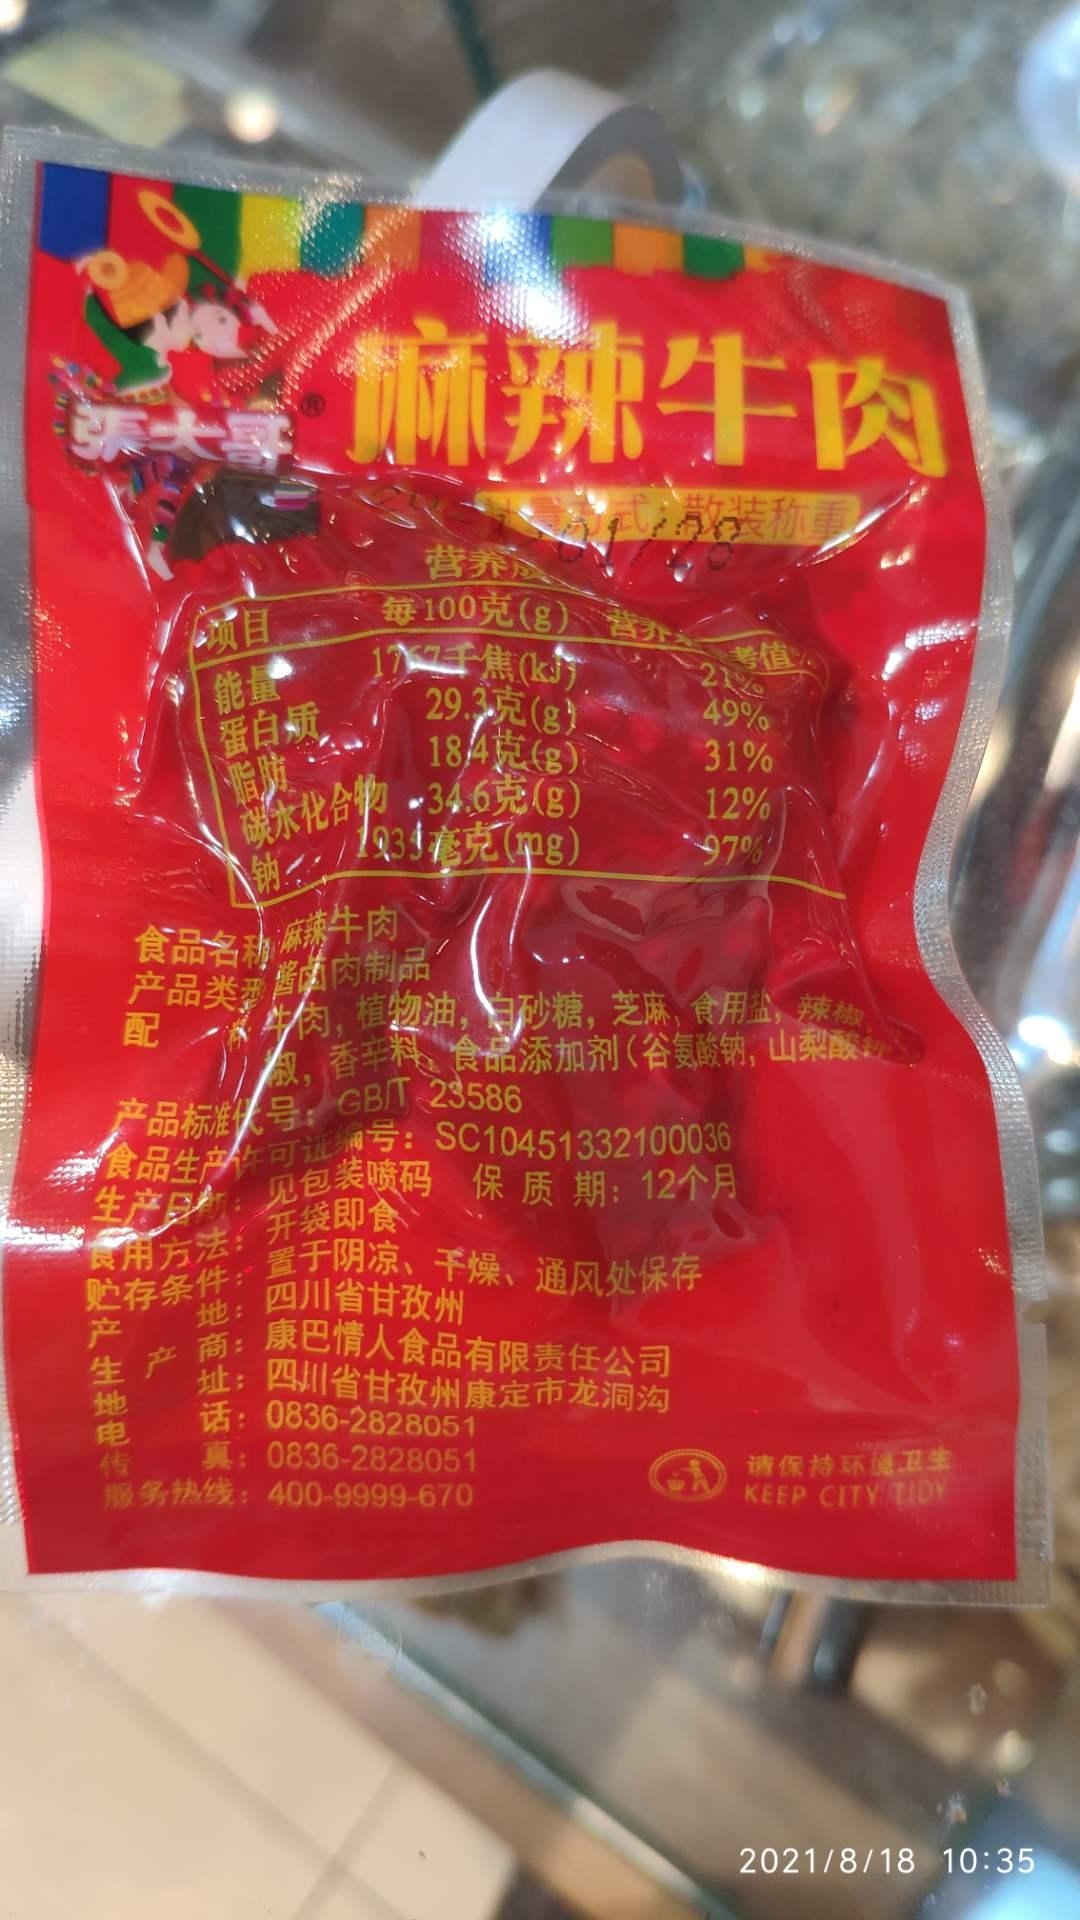 張大哥®
麻辣牛肉
计量方式：散装称重
01/28
营养成
项目 每100克(g) 营养 考值%
能量 1767千焦(kJ) 21%
蛋白质 29.3克(g) 49%
脂肪 18.4克(g) 31%
碳水化合物 34.6克(g) 12%
钠 1935毫克(mg) 97%
食品名称 麻辣牛肉
产品类型 酱卤肉制品
配 牛肉，植物油，白砂糖，芝麻，食用盐，辣椒，
椒，香辛料，食品添加剂（谷氨酸钠，山梨酸钾
产品标准代号：GB/T 23586
食品生产许可证编号：SC10451332100036
生产日期：见包装喷码 保质期：12个月
食用方法：开袋即食
贮存条件：置于阴凉、干燥、通风处保存
产地：四川省甘孜州
生产商：康巴情人食品有限责任公司
地址：四川省甘孜州康定市龙洞沟
电话：0836-2828051
传真：0836-2828051
服务热线：400-9999-670
请保持环境卫生
KEEP CITY TIDY
2021/8/18 10:35